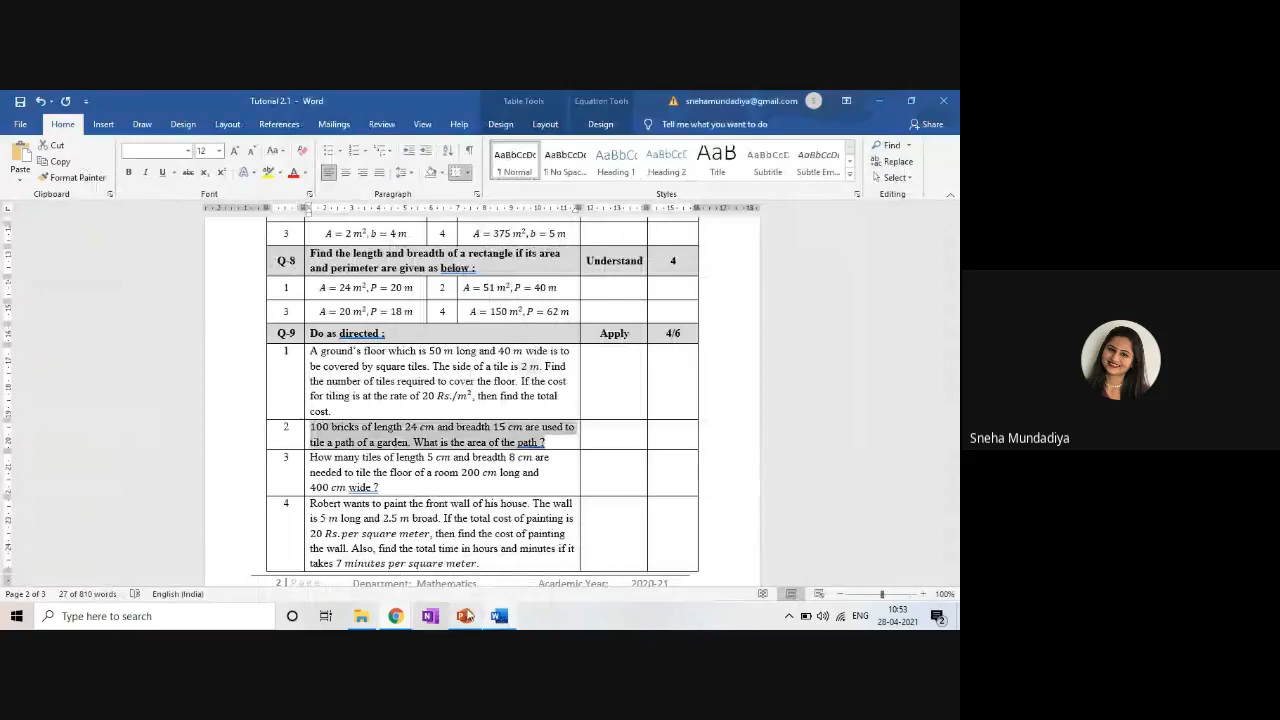 Tutorial 2.1 - Word
Table Tools
Equation Tools
snehamundadiya@gmail.com
S
File
Home
Insert
Draw
Design
Layout
References
Mailings
Review
View
Help
Design
Layout
Design
Tell me what you want to do
Share
Paste
Cut
Copy
Format Painter
Clipboard
12
Font
Paragraph
AaBbCcDc
¶ Normal
AaBbCcDc
¶ No Spac...
AaBbCc
Heading 1
AaBbCcE
Heading 2
AaB
Title
AaBbCcD
Subtitle
AaBbCcDt
Subtle Em...
Styles
Find
Replace
Select
Editing
3 A = 2 m², b = 4 m 4 A = 375 m², b = 5 m
Q-8 Find the length and breadth of a rectangle if its area
and perimeter are given as below :
Understand 4
1 A = 24 m², P = 20 m 2 A = 51 m², P = 40 m
3 A = 20 m², P = 18 m 4 A = 150 m², P = 62 m
Q-9 Do as directed : Apply 4/6
1 A ground's floor which is 50 m long and 40 m wide is to
be covered by square tiles. The side of a tile is 2 m. Find
the number of tiles required to cover the floor. If the cost
for tiling is at the rate of 20 Rs./m², then find the total
cost.
2 100 bricks of length 24 cm and breadth 15 cm are used to
tile a path of a garden. What is the area of the path ?
3 How many tiles of length 5 cm and breadth 8 cm are
needed to tile the floor of a room 200 cm long and
400 cm wide ?
4 Robert wants to paint the front wall of his house. The wall
is 5 m long and 2.5 m broad. If the total cost of painting is
20 Rs. per square meter, then find the cost of painting
the wall. Also, find the total time in hours and minutes if it
takes 7 minutes per square meter.
2 | Page Department: Mathematics Academic Year: 2020-21
Page 2 of 3
27 of 810 words
English (India)
100%
Type here to search
ENG
10:53
28-04-2021
2
Sneha Mundadiya